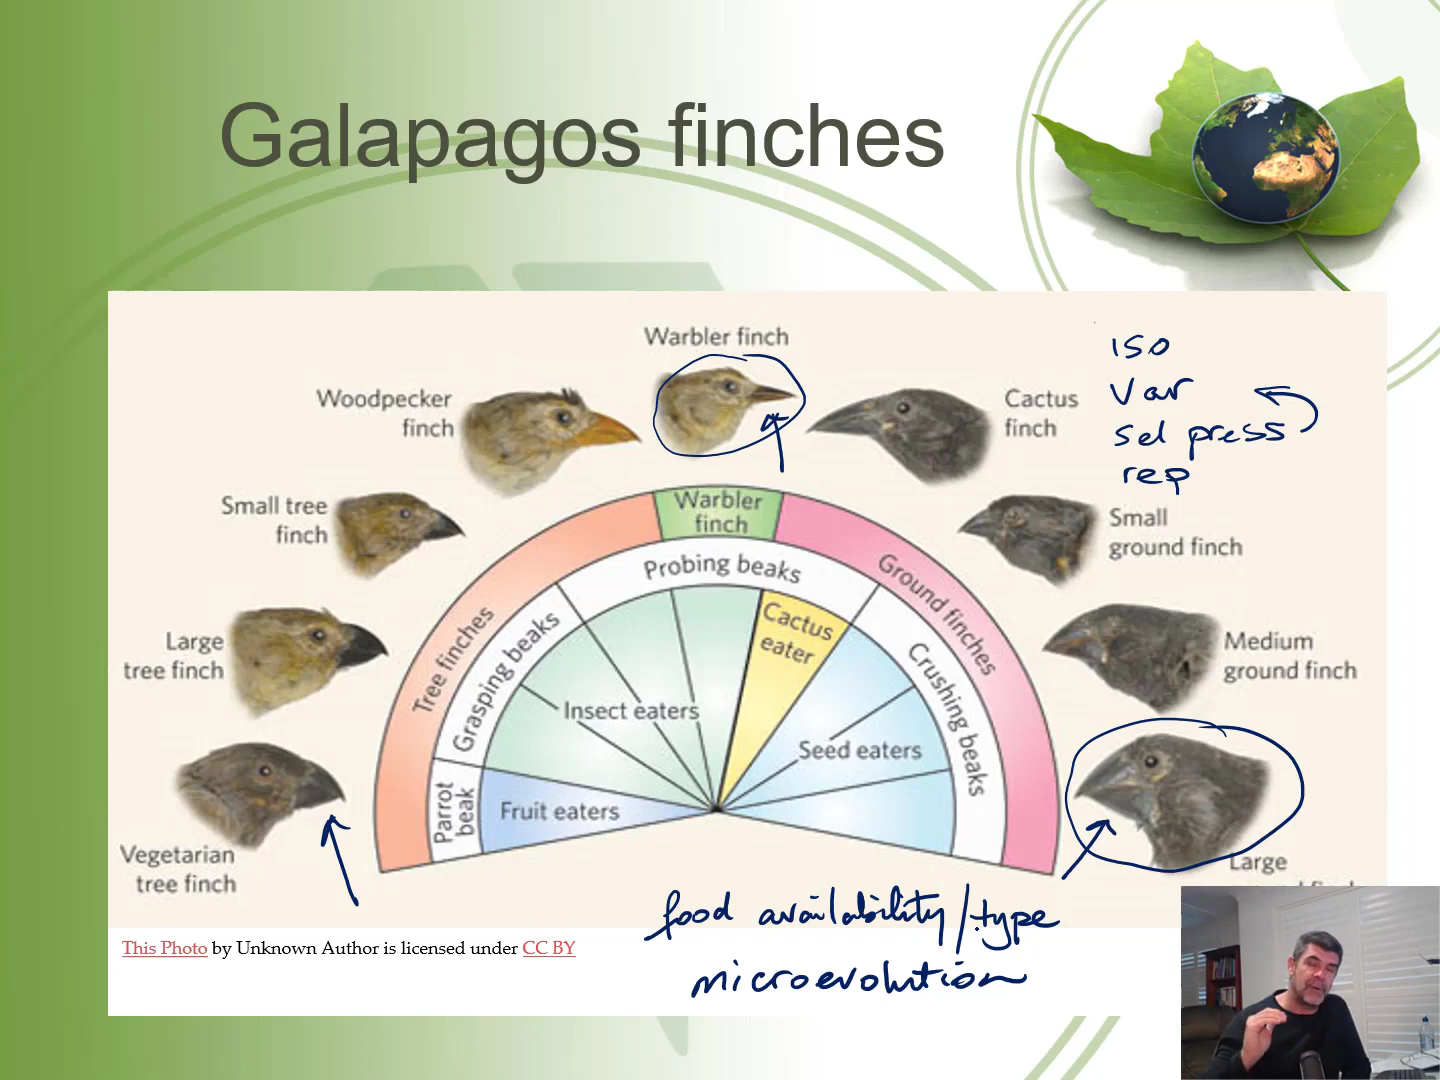 Galapagos finches
Warbler finch
Woodpecker
finch
Cactus
finch
Small tree
finch
Small
ground finch
Large
tree finch
Medium
ground finch
Vegetarian
tree finch
Large
Warbler
finch
Tree finches
Ground finches
Probing beaks
Grasping beaks
Crushing beaks
Parrot
beak
Cactus
eater
Insect eaters
Seed eaters
Fruit eaters
iso
var
sel press
rep
food availability/type
microevolution
This Photo by Unknown Author is licensed under CC BY